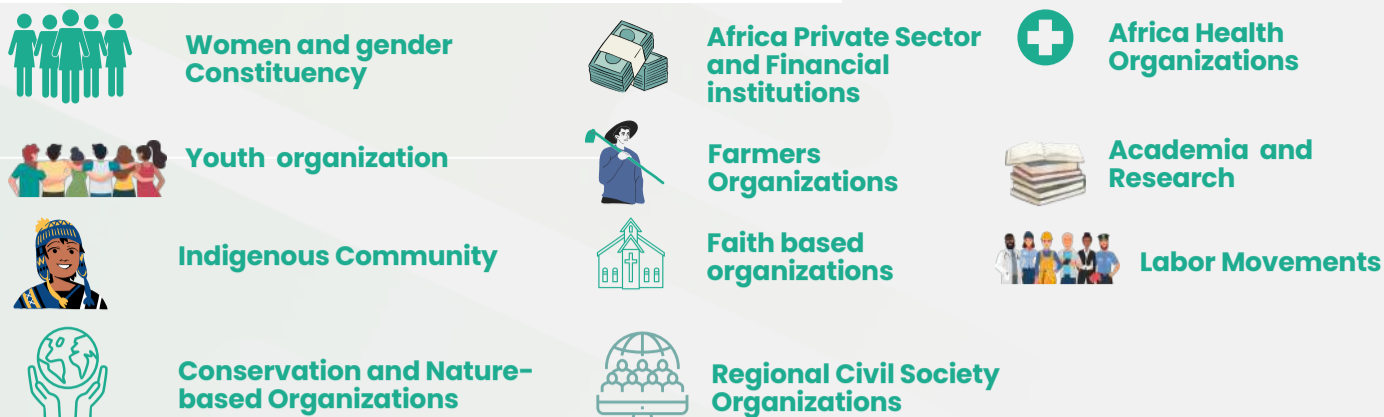 Women and gender
Constituency
Youth organization
Indigenous Community
Conservation and Nature-
based Organizations
Africa Private Sector
and Financial
institutions
Farmers
Organizations
Faith based
organizations
Regional Civil Society
Organizations
Africa Health
Organizations
Academia and
Research
Labor Movements